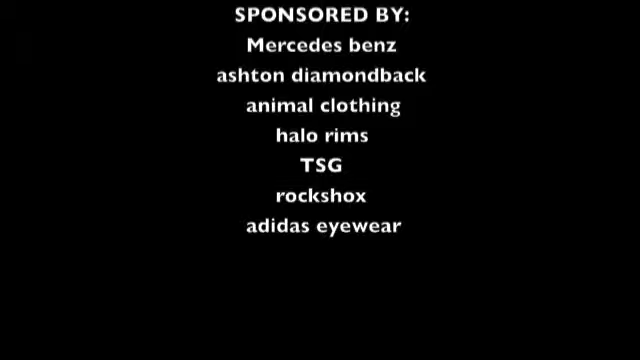 SPONSORED BY:
Mercedes benz
ashton diamondback
animal clothing
halo rims
TSG
rockshox
adidas eyewear